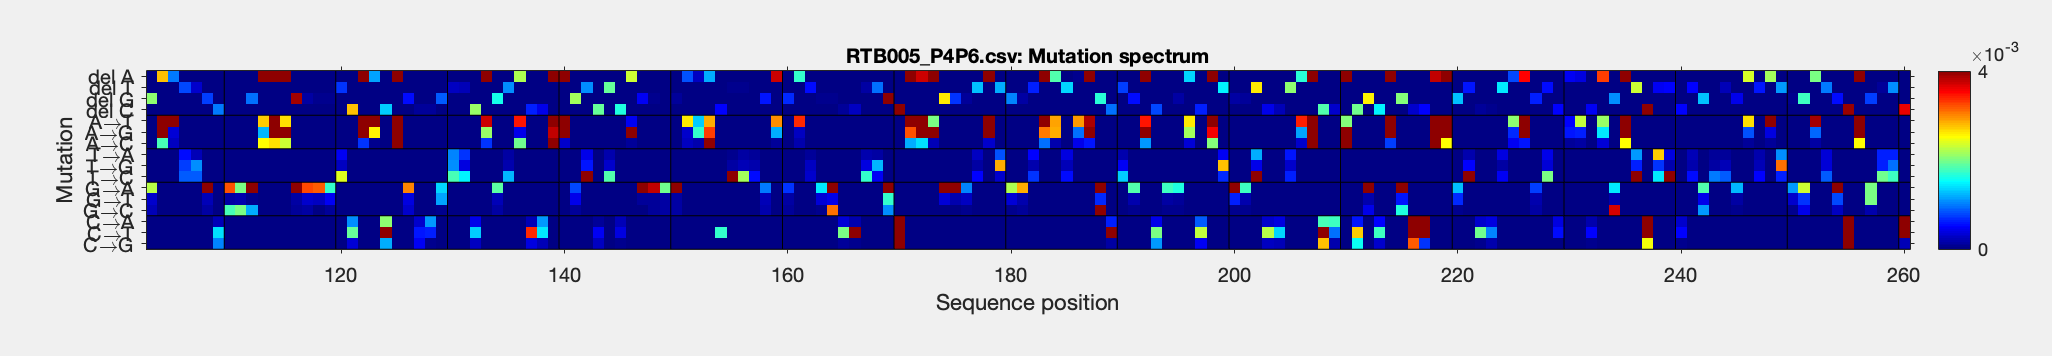 RTB005_P4P6.csv: Mutation spectrum
×10-3
4
0
del A
del T
del G
del C
A→T
A→G
A→C
T→A
T→G
T→C
G→A
G→T
G→C
C→A
C→T
C→G
Mutation
120 140 160 180 200 220 240 260
Sequence position